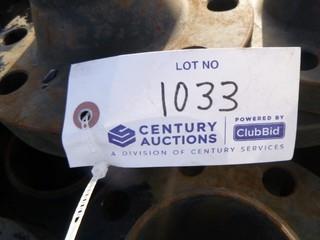 LOT NO
1033
CENTURY AUCTIONS
POWERED BY
ClubBid
A DIVISION OF CENTURY SERVICES